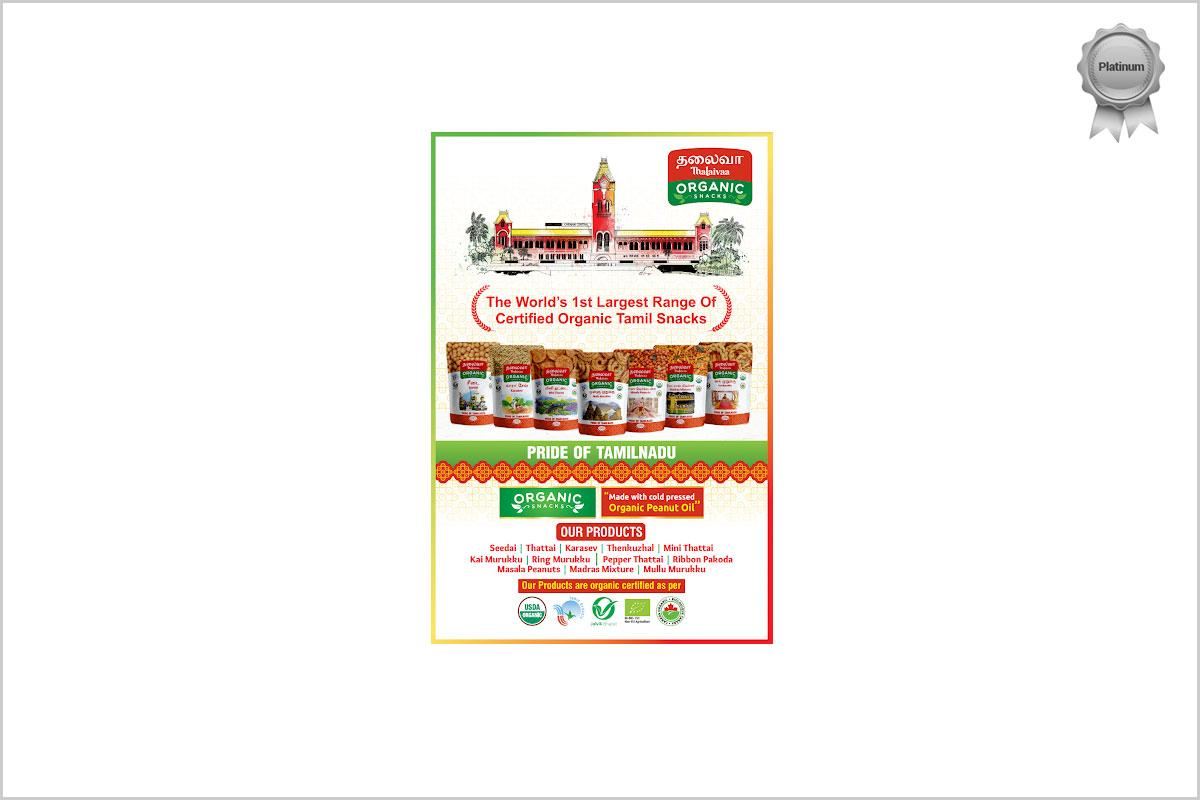 Platinum
தலைவா
Thalaivaa
ORGANIC
SNACKS
The World's 1st Largest Range Of
Certified Organic Tamil Snacks
தலைவா
ORGANIC
PRIDE OF TAMILNADU
ORGANIC
SNACKS
"Made with cold pressed
Organic Peanut Oil"
OUR PRODUCTS
Seedai | Thattai | Karasev | Thenkuzhal | Mini Thattai
Kai Murukku | Ring Murukku | Pepper Thattai | Ribbon Pakoda
Masala Peanuts | Madras Mixture | Mullu Murukku
Our Products are organic certified as per
USDA
ORGANIC